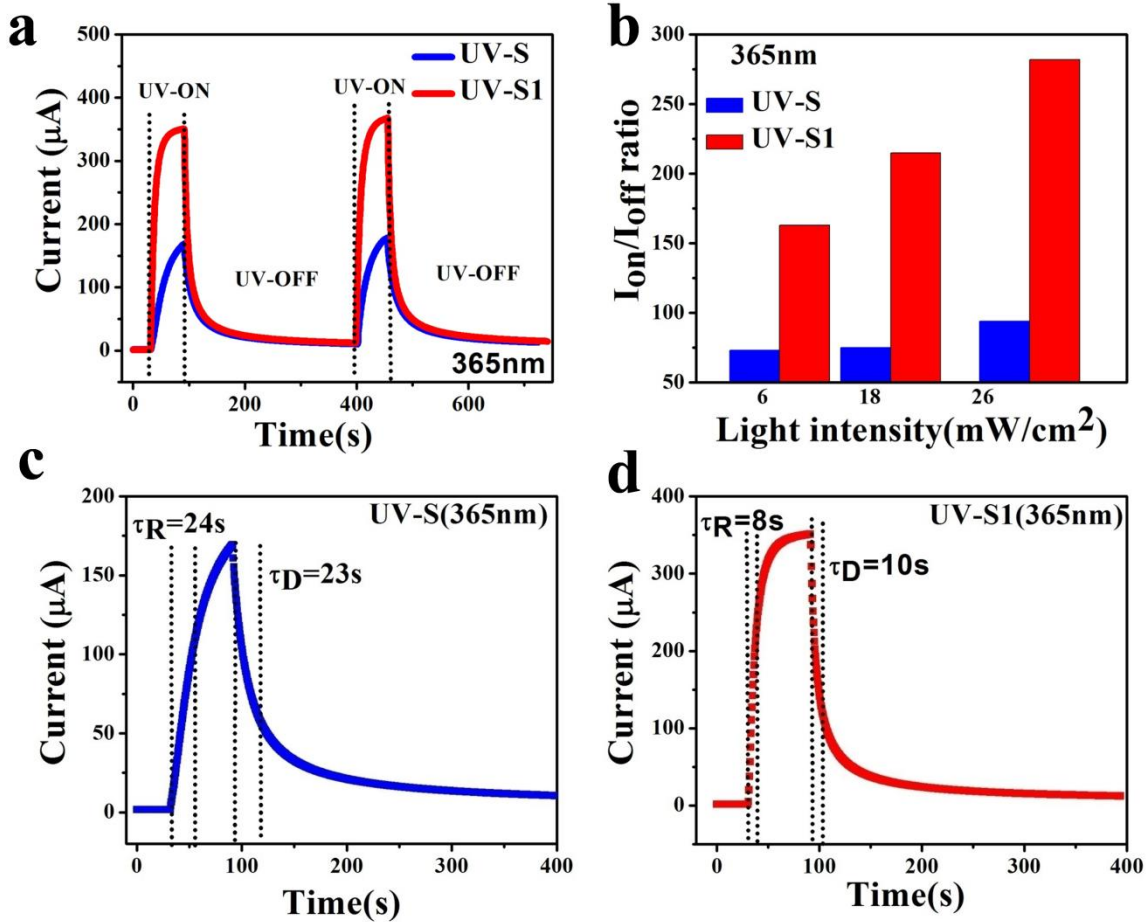 a
500
400
300
200
100
0
Current (µA)
UV-S
UV-S1
UV-ON
UV-ON
UV-OFF
UV-OFF
365nm
0
200
400
600
Time(s)
b
300
250
200
150
100
50
Ion/Ioff ratio
365nm
UV-S
UV-S1
6
18
26
Light intensity(mW/cm2)
c
200
150
100
50
0
Current (µA)
UV-S(365nm)
τR=24s
τD=23s
0
100
200
300
400
Time(s)
d
400
300
200
100
0
Current (µA)
UV-S1(365nm)
τR=8s
τD=10s
0
100
200
300
400
Time(s)